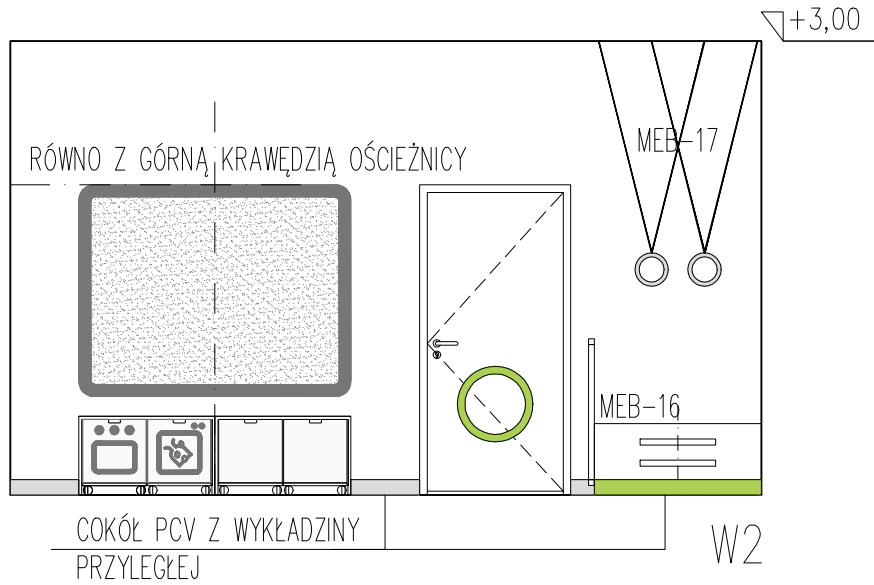 +3,00
MEB-17
RÓWNO Z GÓRNĄ KRAWĘDZIĄ OŚCIEŻNICY
MEB-16
COKÓŁ PCV Z WYKŁADZINY
PRZYLEGŁEJ
W2